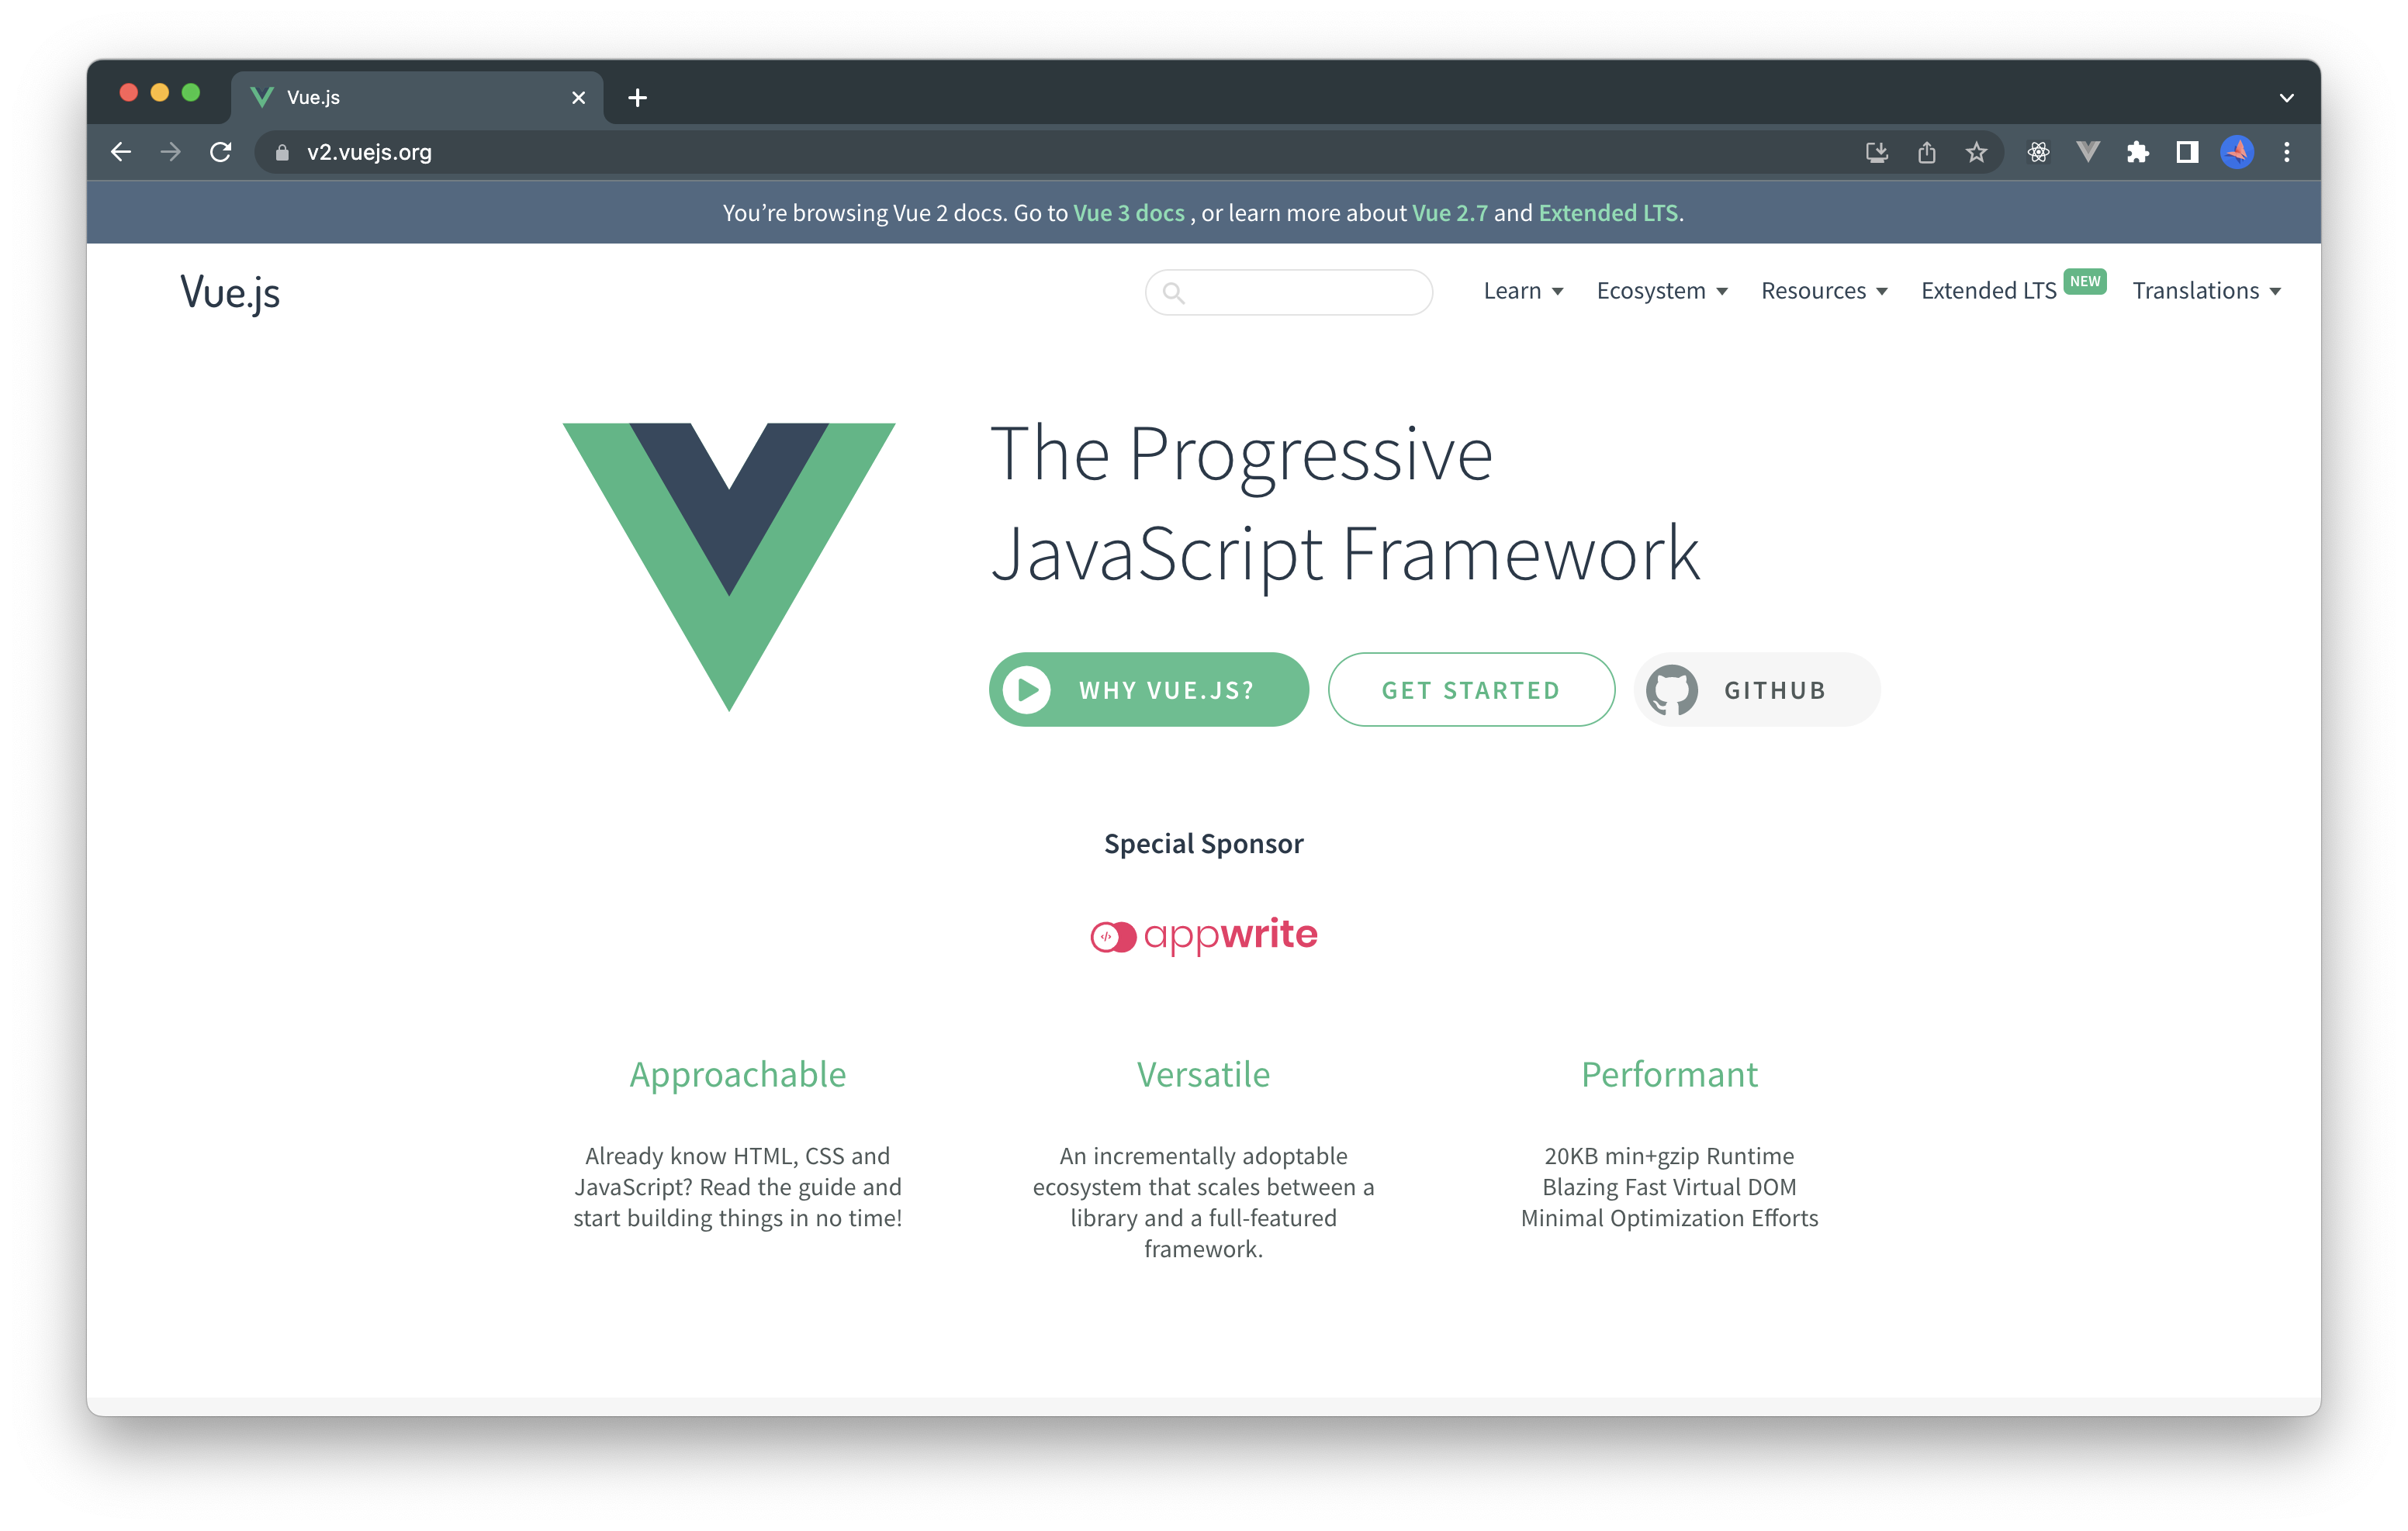 Vue.js
v2.vuejs.org
You’re browsing Vue 2 docs. Go to Vue 3 docs , or learn more about Vue 2.7 and Extended LTS.
Vue.js
Learn Ecosystem Resources Extended LTS NEW Translations
The Progressive
JavaScript Framework
WHY VUE.JS? GET STARTED GITHUB
Special Sponsor
</> appwrite
Approachable
Already know HTML, CSS and
JavaScript? Read the guide and
start building things in no time!
Versatile
An incrementally adoptable
ecosystem that scales between a
library and a full-featured
framework.
Performant
20KB min+gzip Runtime
Blazing Fast Virtual DOM
Minimal Optimization Efforts